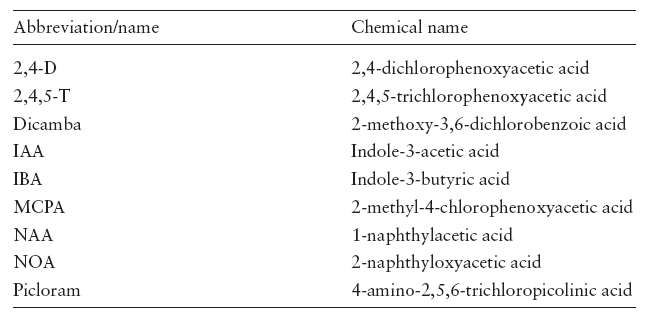 Abbreviation/name Chemical name
2,4-D 2,4-dichlorophenoxyacetic acid
2,4,5-T 2,4,5-trichlorophenoxyacetic acid
Dicamba 2-methoxy-3,6-dichlorobenzoic acid
IAA Indole-3-acetic acid
IBA Indole-3-butyric acid
MCPA 2-methyl-4-chlorophenoxyacetic acid
NAA 1-naphthylacetic acid
NOA 2-naphthyloxyacetic acid
Picloram 4-amino-2,5,6-trichloropicolinic acid